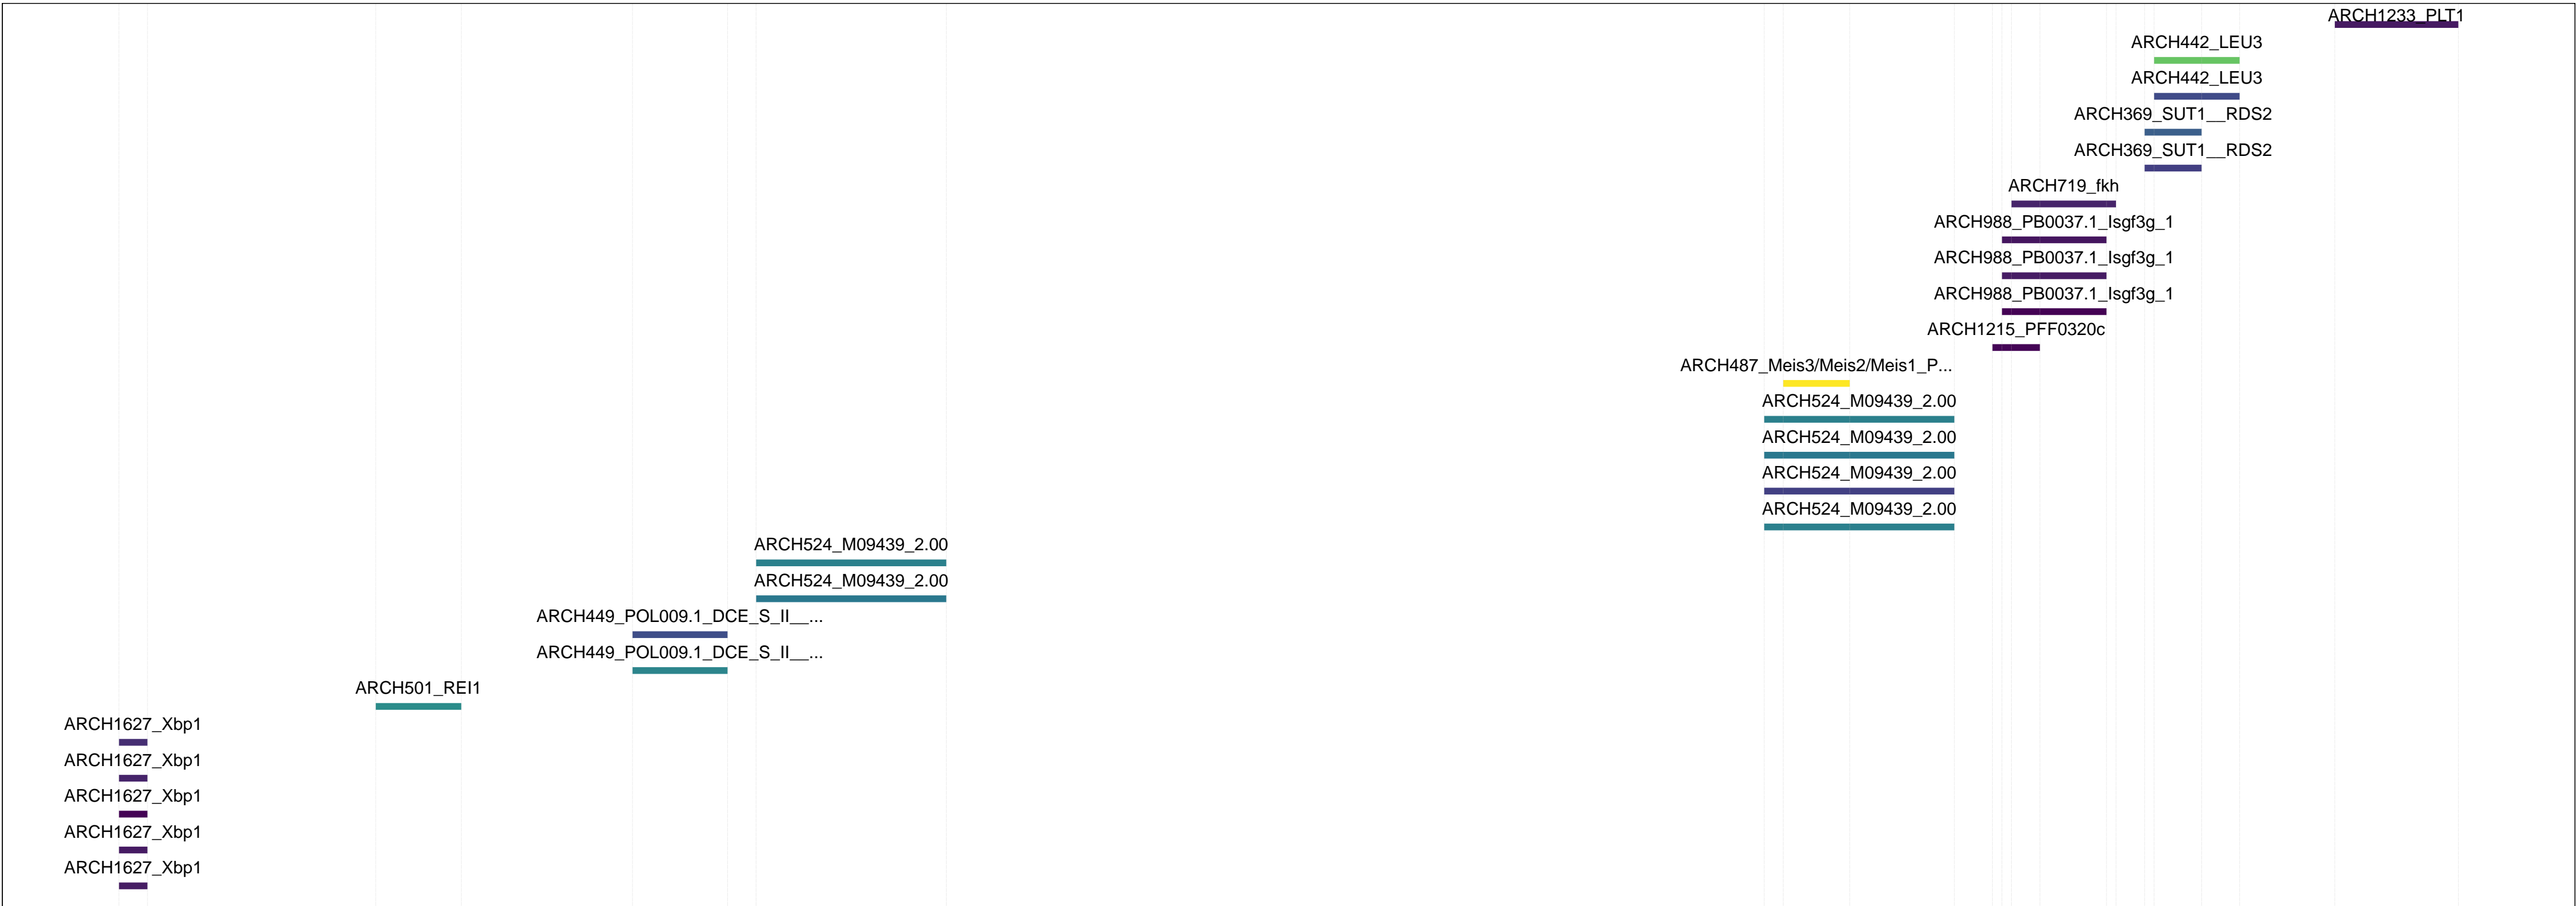 ARCH1233_PLT1
ARCH442_LEU3
ARCH442_LEU3
ARCH369_SUT1__RDS2
ARCH369_SUT1__RDS2
ARCH719_fkh
ARCH988_PB0037.1_Isgf3g_1
ARCH988_PB0037.1_Isgf3g_1
ARCH988_PB0037.1_Isgf3g_1
ARCH1215_PFF0320c
ARCH487_Meis3/Meis2/Meis1_P...
ARCH524_M09439_2.00
ARCH524_M09439_2.00
ARCH524_M09439_2.00
ARCH524_M09439_2.00
ARCH524_M09439_2.00
ARCH524_M09439_2.00
ARCH449_POL009.1_DCE_S_II__...
ARCH449_POL009.1_DCE_S_II__...
ARCH501_REI1
ARCH1627_Xbp1
ARCH1627_Xbp1
ARCH1627_Xbp1
ARCH1627_Xbp1
ARCH1627_Xbp1